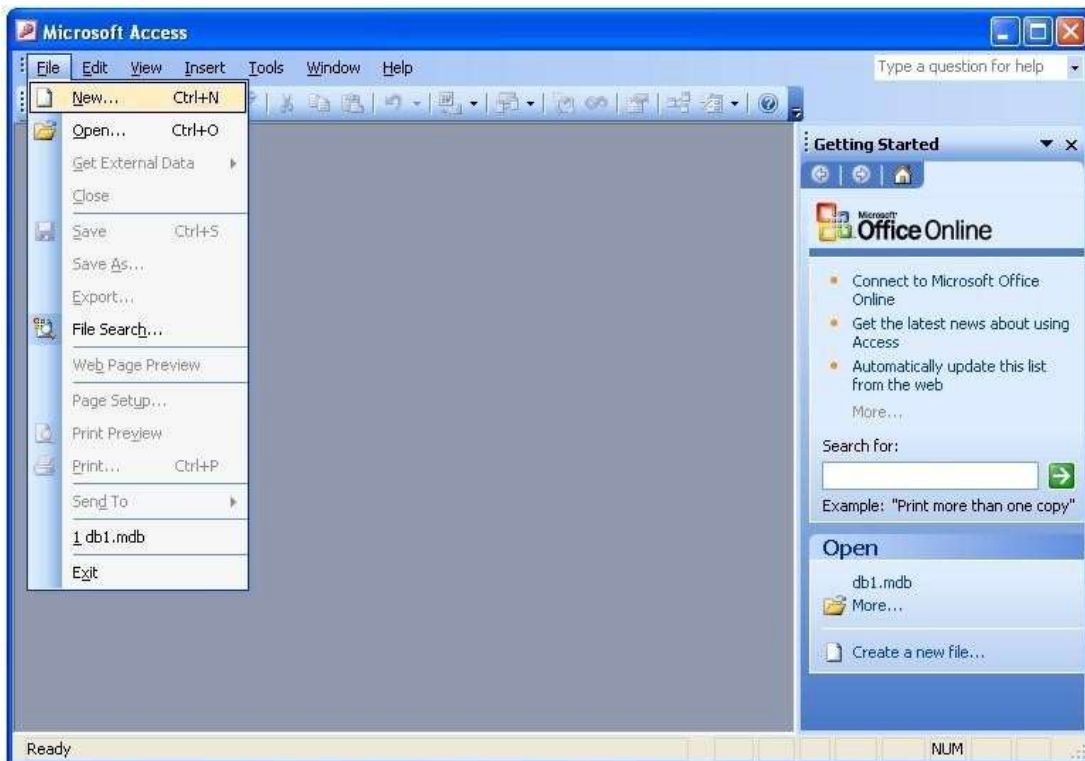 Microsoft Access
File Edit View Insert Tools Window Help
Type a question for help
New... Ctrl+N
Open... Ctrl+O
Get External Data
Close
Save Ctrl+S
Save As...
Export...
File Search...
Web Page Preview
Page Setup...
Print Preview
Print... Ctrl+P
Send To
1 db1.mdb
Exit
Getting Started
Microsoft
Office Online
Connect to Microsoft Office
Online
Get the latest news about using
Access
Automatically update this list
from the web
More...
Search for:
Example: "Print more than one copy"
Open
db1.mdb
More...
Create a new file...
Ready
NUM